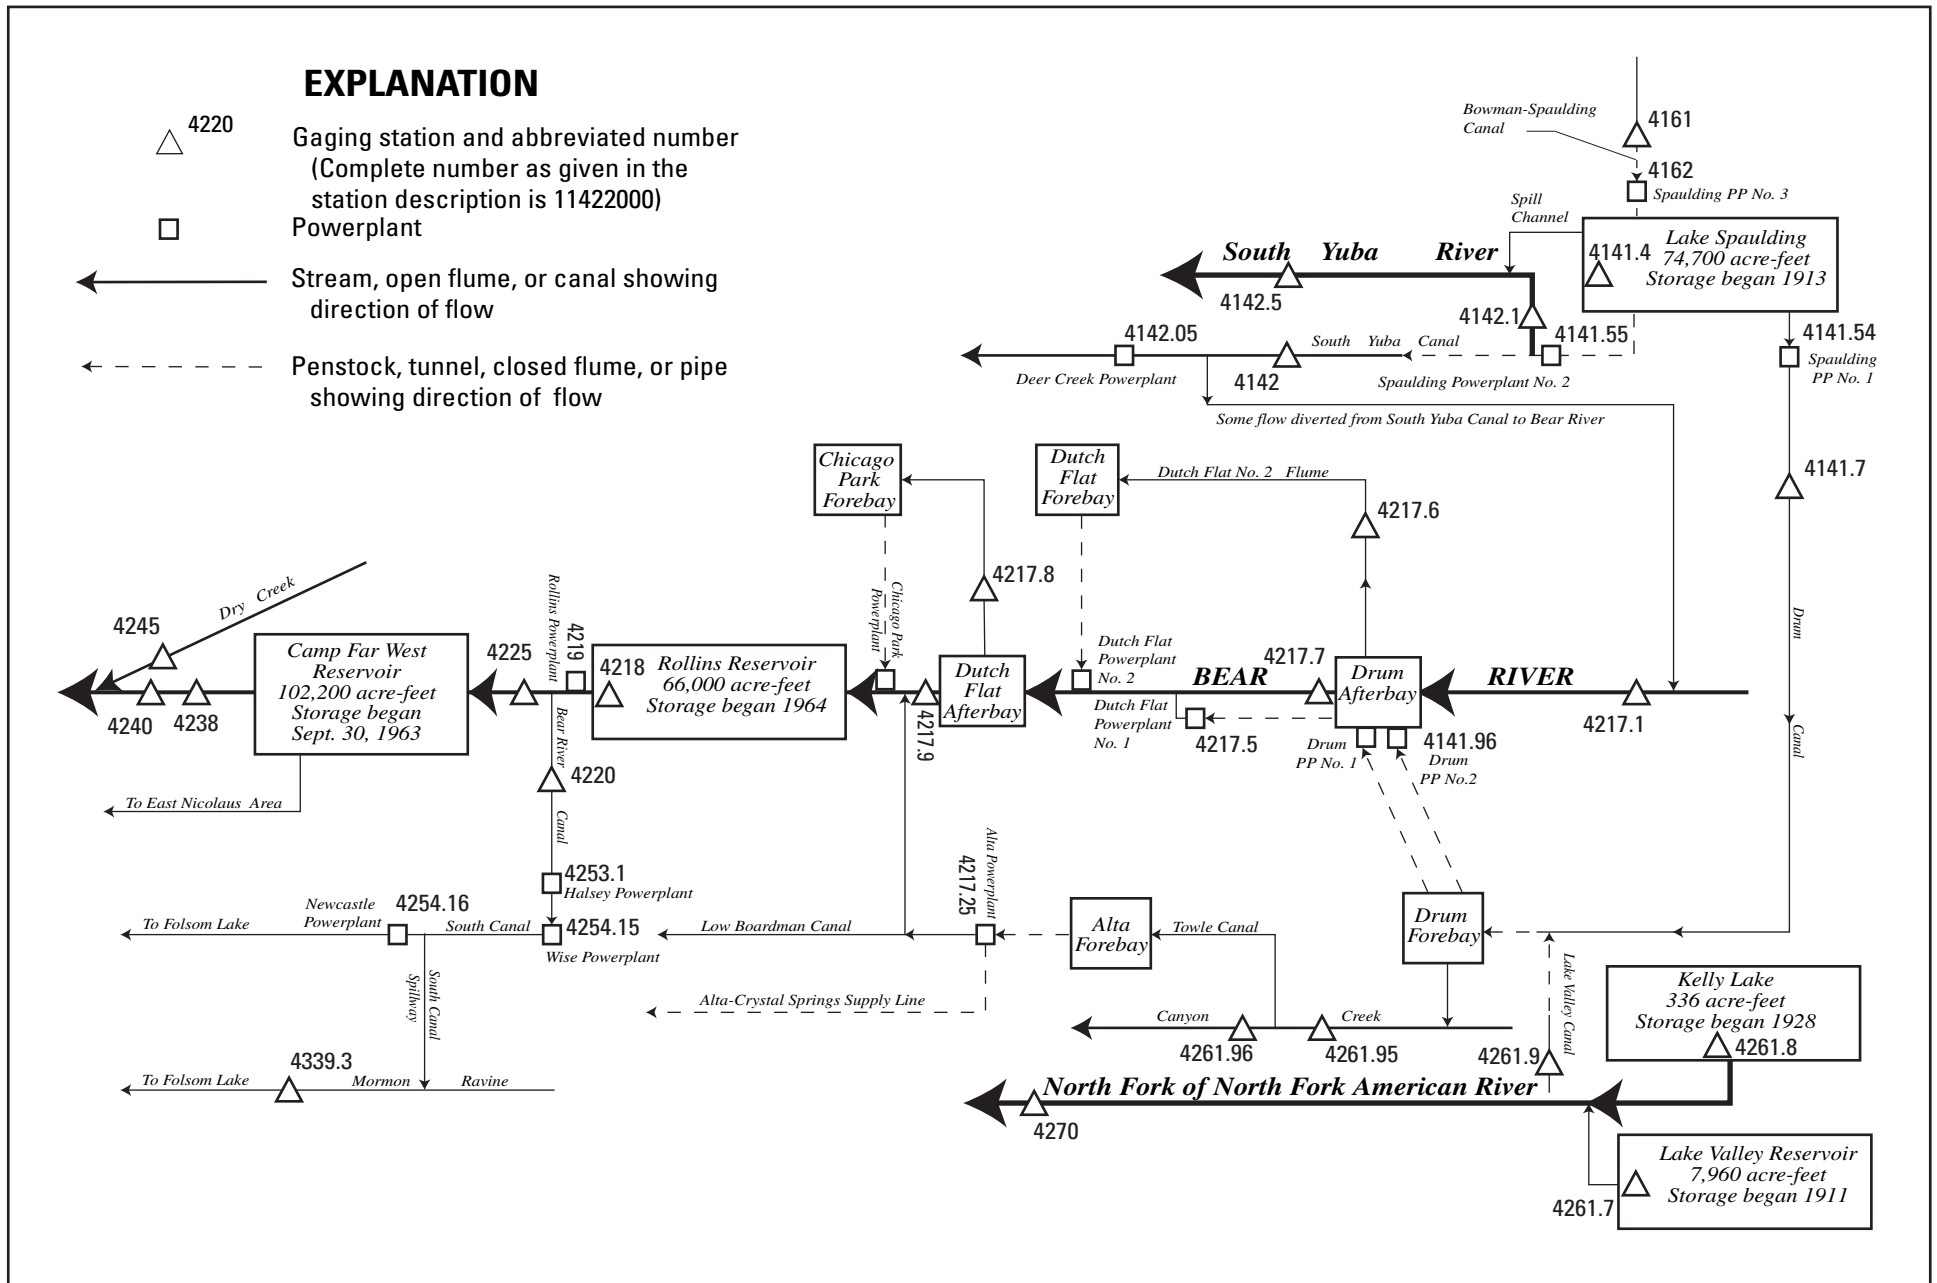 EXPLANATION
4220
Gaging station and abbreviated number
(Complete number as given in the
station description is 11422000)
Powerplant
Stream, open flume, or canal showing
direction of flow
Penstock, tunnel, closed flume, or pipe
showing direction of flow
Bowman-Spaulding
Canal
4161
4162
Spaulding PP No. 3
Spill
Channel
South Yuba River
4141.4
Lake Spaulding
74,700 acre-feet
Storage began 1913
4142.5
4142.1
4141.55
4142.05
South Yuba Canal
4141.54
Spaulding
PP No. 1
Deer Creek Powerplant
4142
Spaulding Powerplant No. 2
Some flow diverted from South Yuba Canal to Bear River
Chicago
Park
Forebay
Dutch
Flat
Forebay
Dutch Flat No. 2 Flume
4141.7
4217.6
4217.8
Dry Creek
4245
Rollins Powerplant
4219
Chicago Park
Powerplant
Drum
Canal
Camp Far West
Reservoir
102,200 acre-feet
Storage began
Sept. 30, 1963
4225
4218
Rollins Reservoir
66,000 acre-feet
Storage began 1964
Dutch
Flat
Afterbay
Dutch Flat
Powerplant
No. 2
BEAR
4217.7
Drum
Afterbay
RIVER
4240
4238
4217.9
Dutch Flat
Powerplant
No. 1
4217.5
Drum
PP No. 1
4141.96
Drum
PP No.2
4217.1
Bear River
4220
Canal
To East Nicolaus Area
4253.1
Halsey Powerplant
Alta Powerplant
4217.25
Newcastle
Powerplant
4254.16
To Folsom Lake
South Canal
4254.15
Wise Powerplant
Low Boardman Canal
Alta
Forebay
Towle Canal
Drum
Forebay
South Canal
Spillway
Alta-Crystal Springs Supply Line
Lake Valley Canal
Kelly Lake
336 acre-feet
Storage began 1928
4261.8
Canyon Creek
4261.96
4261.95
4261.9
4339.3
To Folsom Lake
Mormon Ravine
North Fork of North Fork American River
4270
Lake Valley Reservoir
7,960 acre-feet
Storage began 1911
4261.7